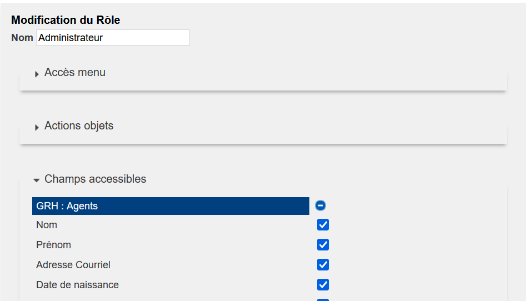 Modification du Rôle
Nom Administrateur
Accès menu
Actions objets
Champs accessibles
GRH : Agents
Nom
Prénom
Adresse Courriel
Date de naissance